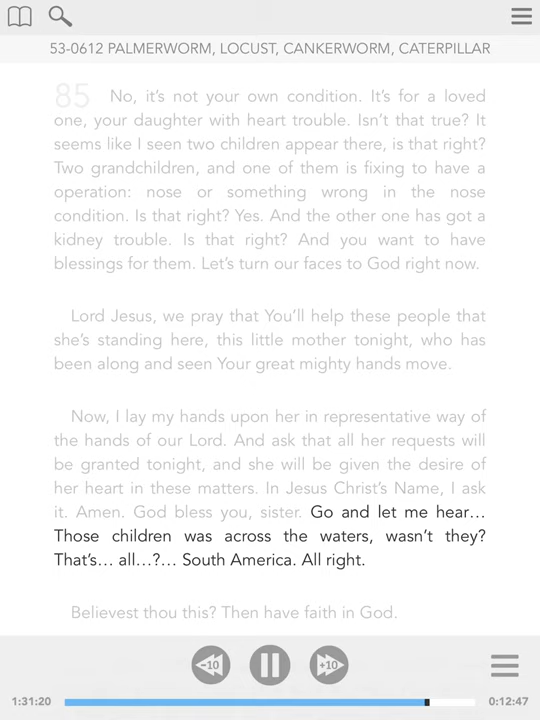 53-0612 PALMERWORM, LOCUST, CANKERWORM, CATERPILLAR
85 No, it's not your own condition. It's for a loved
one, your daughter with heart trouble. Isn't that true? It
seems like I seen two children appear there, is that right?
Two grandchildren, and one of them is fixing to have a
operation: nose or something wrong in the nose
condition. Is that right? Yes. And the other one has got a
kidney trouble. Is that right? And you want to have
blessings for them. Let's turn our faces to God right now.
Lord Jesus, we pray that You'll help these people that
she's standing here, this little mother tonight, who has
been along and seen Your great mighty hands move.
Now, I lay my hands upon her in representative way of
the hands of our Lord. And ask that all her requests will
be granted tonight, and she will be given the desire of
her heart in these matters. In Jesus Christ's Name, I ask
it. Amen. God bless you, sister. Go and let me hear…
Those children was across the waters, wasn't they?
That's… all…?… South America. All right.
Believest thou this? Then have faith in God.
-10 +10
1:31:20 0:12:47